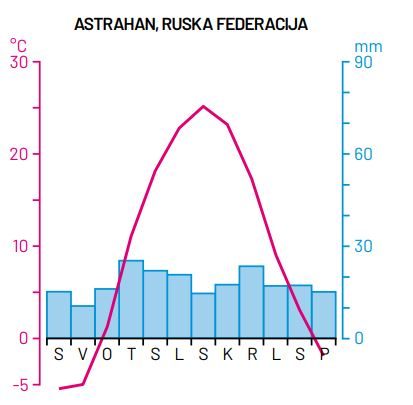 ASTRAHAN, RUSKA FEDERACIJA
°C mm
30 90
20 60
10 30
0 0
S V O T S L S K R L S P
-5